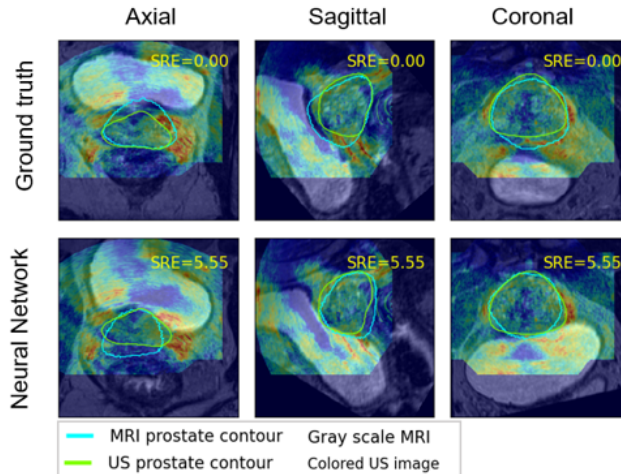 Axial Sagittal Coronal
Ground truth
SRE=0.00 SRE=0.00 SRE=0.00
Neural Network
SRE=5.55 SRE=5.55 SRE=5.55
MRI prostate contour Gray scale MRI
US prostate contour Colored US image